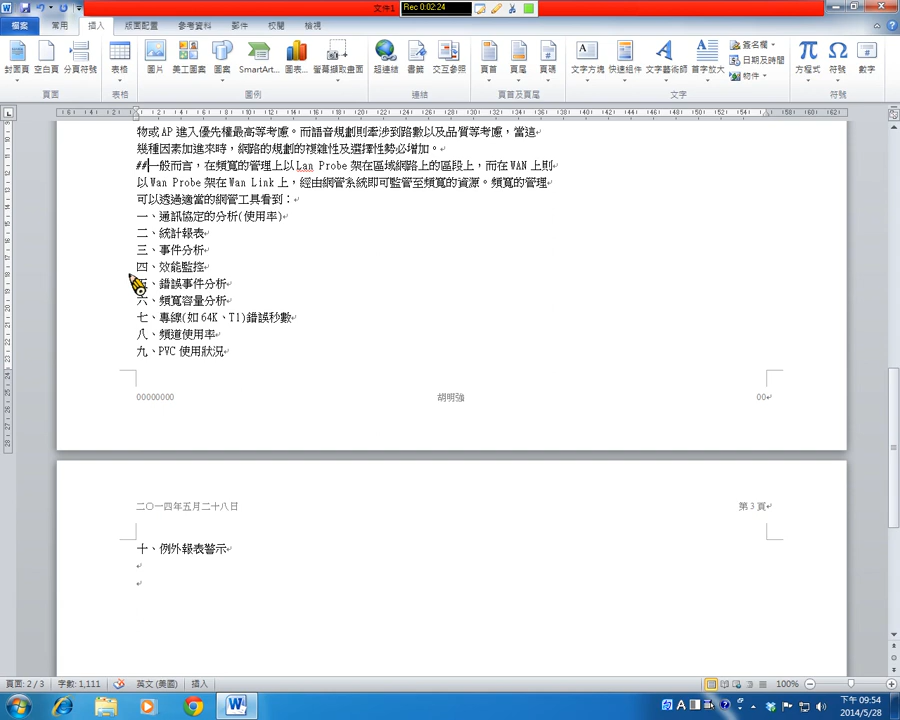 文件1
Rec 0:02:24
檔案 常用 插入 版面配置 參考資料 郵件 校閱 檢視
封面頁 空白頁 分頁符號 表格 圖片 美工圖案 圖案 SmartArt... 圖表... 螢幕擷取畫面 超連結 書籤 交互參照 頁首 頁尾 頁碼 文字方塊 快速組件 文字藝術師 首字放大 簽名欄 日期及時間 物件 方程式 符號 數字
頁面 表格 圖例 連結 頁首及頁尾 文字 符號
物或 AP 進入優先權最高等考慮。而語音規劃則牽涉到路數以及品質等考慮,當這
幾種因素加進來時,網路的規劃的複雜性及選擇性勢必增加。
##一般而言,在頻寬的管理上以 Lan Probe 架在區域網路上的區段上,而在 WAN 上則
以 Wan Probe 架在 Wan Link 上,經由網管系統即可監管至頻寬的資源。頻寬的管理
可以透過適當的網管工具看到:
一、通訊協定的分析(使用率)
二、統計報表
三、事件分析
四、效能監控
五、錯誤事件分析
六、頻寬容量分析
七、專線(如 64K、T1)錯誤秒數
八、頻道使用率
九、PVC 使用狀況
00000000 胡明強 00
二〇一四年五月二十八日 第 3 頁
十、例外報表警示
頁面: 2 / 3 字數: 1,111 英文 (美國) 插入 100%
下午 09:54
2014/5/28